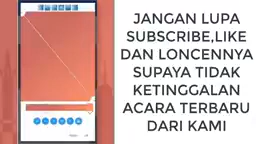 JANGAN LUPA
SUBSCRIBE,LIKE
DAN LONCENNYA
SUPAYA TIDAK
KETINGGALAN
ACARA TERBARU
DARI KAMI